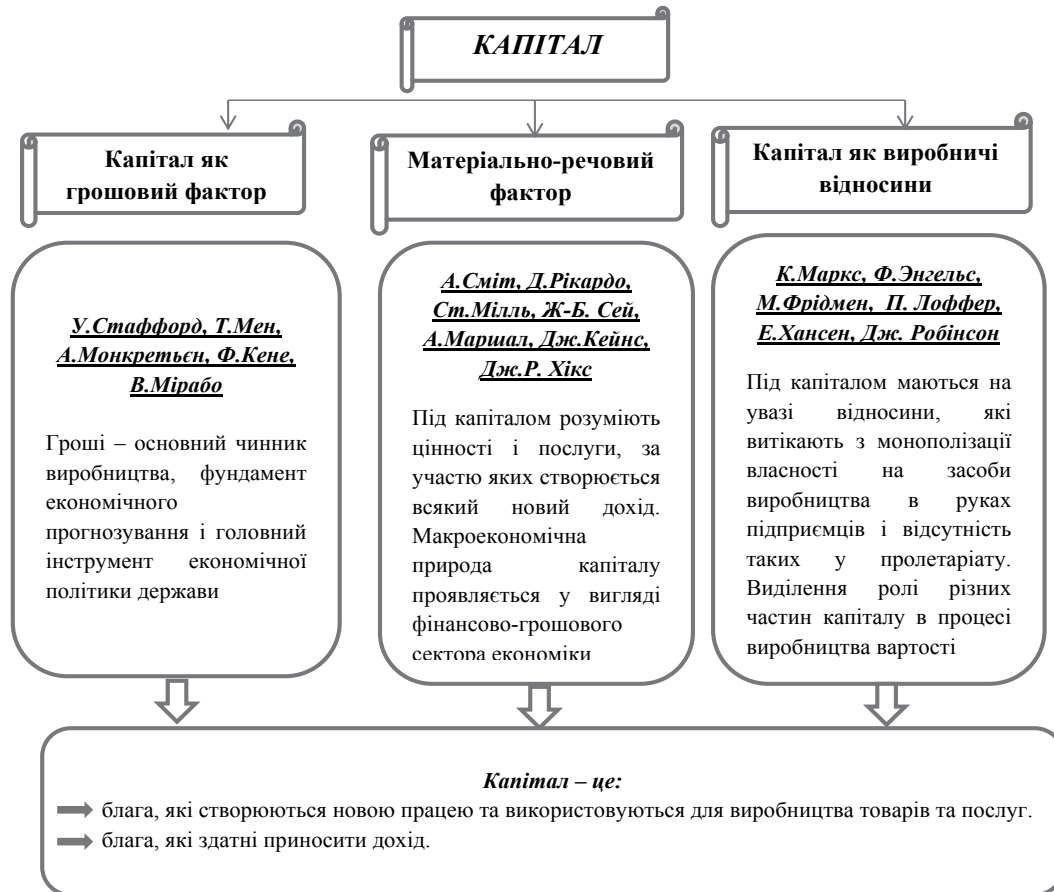 КАПІТАЛ
Капітал як
грошовий фактор
Матеріально-речовий
фактор
Капітал як виробничі
відносини
У.Стаффорд, Т.Мен,
А.Монкретьєн, Ф.Кене,
В.Мірабо
Гроші – основний чинник
виробництва, фундамент
економічного
прогнозування і головний
інструмент економічної
політики держави
А.Сміт, Д.Рікардо,
Ст.Мілль, Ж-Б. Сей,
А.Маршал, Дж.Кейнс,
Дж.Р. Хікс
Під капіталом розуміють
цінності і послуги, за
участю яких створюється
всякий новий дохід.
Макроекономічна
природа капіталу
проявляється у вигляді
фінансово-грошового
сектора економіки
К.Маркс, Ф.Энгельс,
М.Фрідмен, П. Лоффер,
Е.Хансен, Дж. Робінсон
Під капіталом маються на
увазі відносини, які
витікають з монополізації
власності на засоби
виробництва в руках
підприємців і відсутність
таких у пролетаріату.
Виділення ролі різних
частин капіталу в процесі
виробництва вартості
Капітал – це:
блага, які створюються новою працею та використовуються для виробництва товарів та послуг.
блага, які здатні приносити дохід.